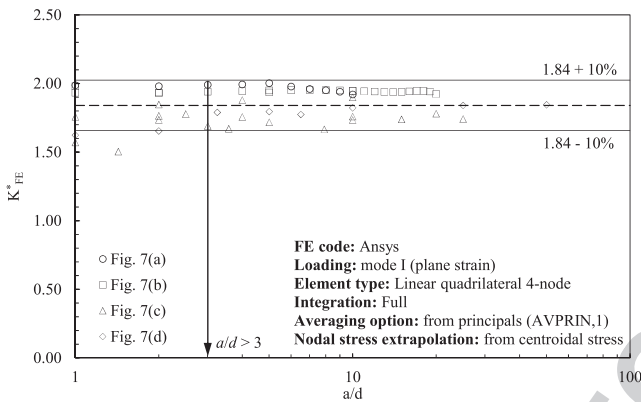 2.50
2.00
1.50
1.00
0.50
0.00
K*FE
1.84 + 10%
1.84 - 10%
Fig. 7(a)
Fig. 7(b)
Fig. 7(c)
Fig. 7(d)
a/d > 3
FE code: Ansys
Loading: mode I (plane strain)
Element type: Linear quadrilateral 4-node
Integration: Full
Averaging option: from principals (AVPRIN,1)
Nodal stress extrapolation: from centroidal stress
1 10 100
a/d